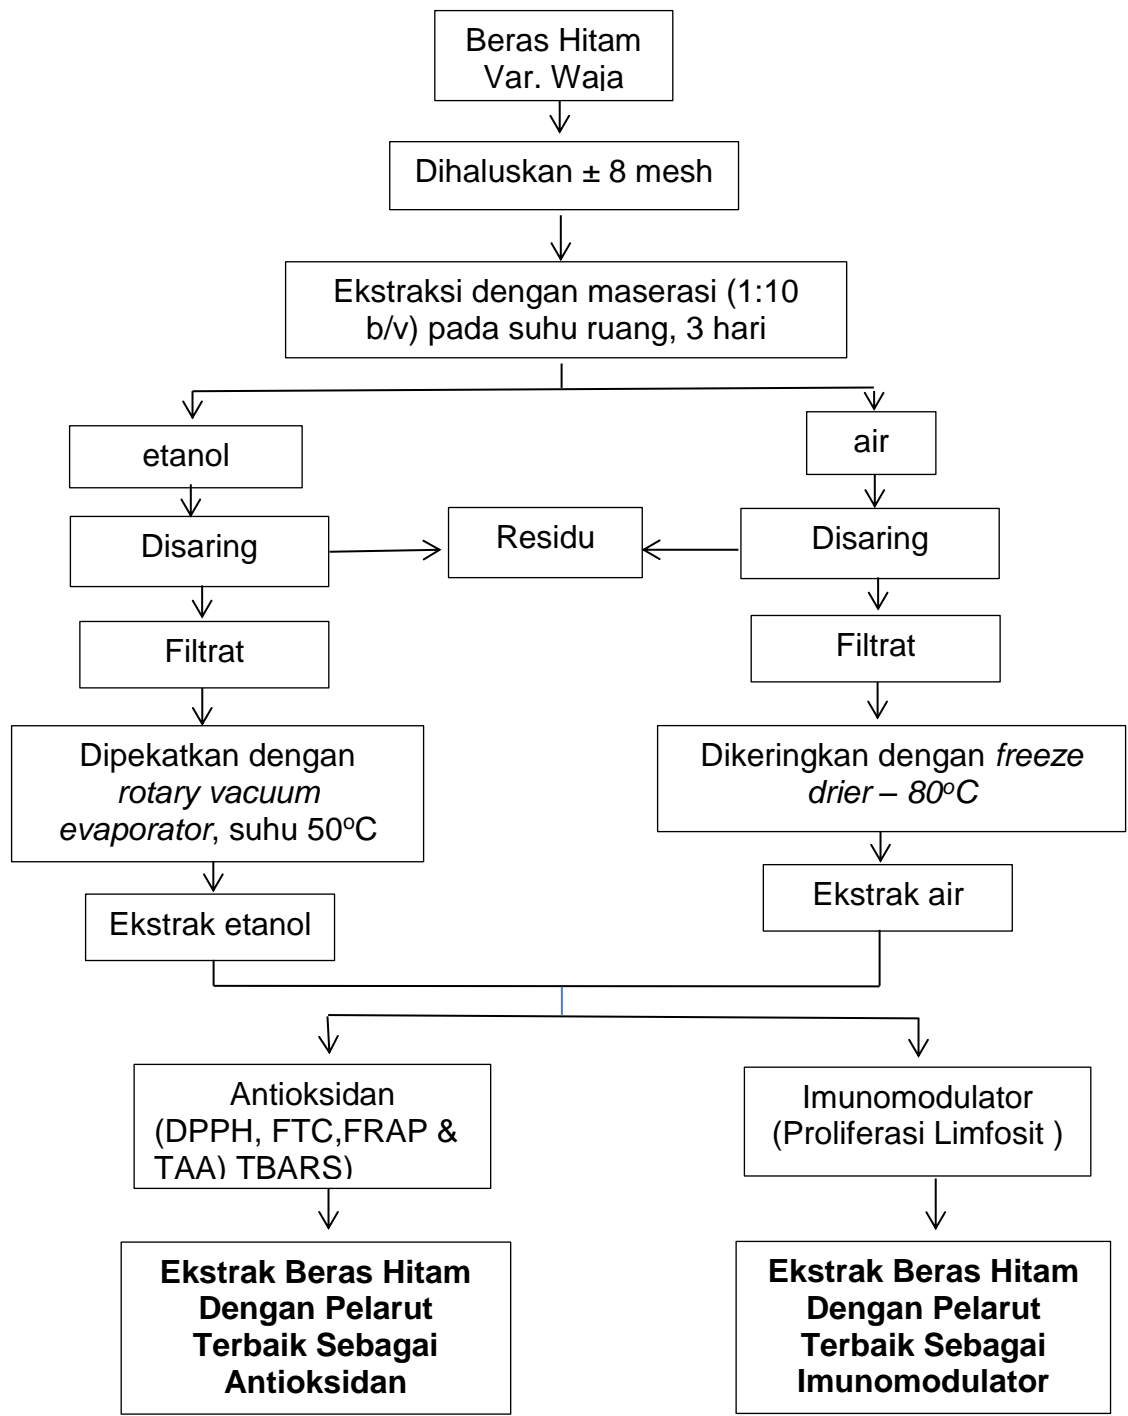 Beras Hitam
Var. Waja
Dihaluskan ± 8 mesh
Ekstraksi dengan maserasi (1:10
b/v) pada suhu ruang, 3 hari
etanol
air
Disaring
Residu
Disaring
Filtrat
Filtrat
Dipekatkan dengan
rotary vacuum
evaporator, suhu 50ºC
Dikeringkan dengan freeze
drier – 80ºC
Ekstrak etanol
Ekstrak air
Antioksidan
(DPPH, FTC,FRAP &
TAA) TBARS)
Imunomodulator
(Proliferasi Limfosit )
Ekstrak Beras Hitam
Dengan Pelarut
Terbaik Sebagai
Antioksidan
Ekstrak Beras Hitam
Dengan Pelarut
Terbaik Sebagai
Imunomodulator